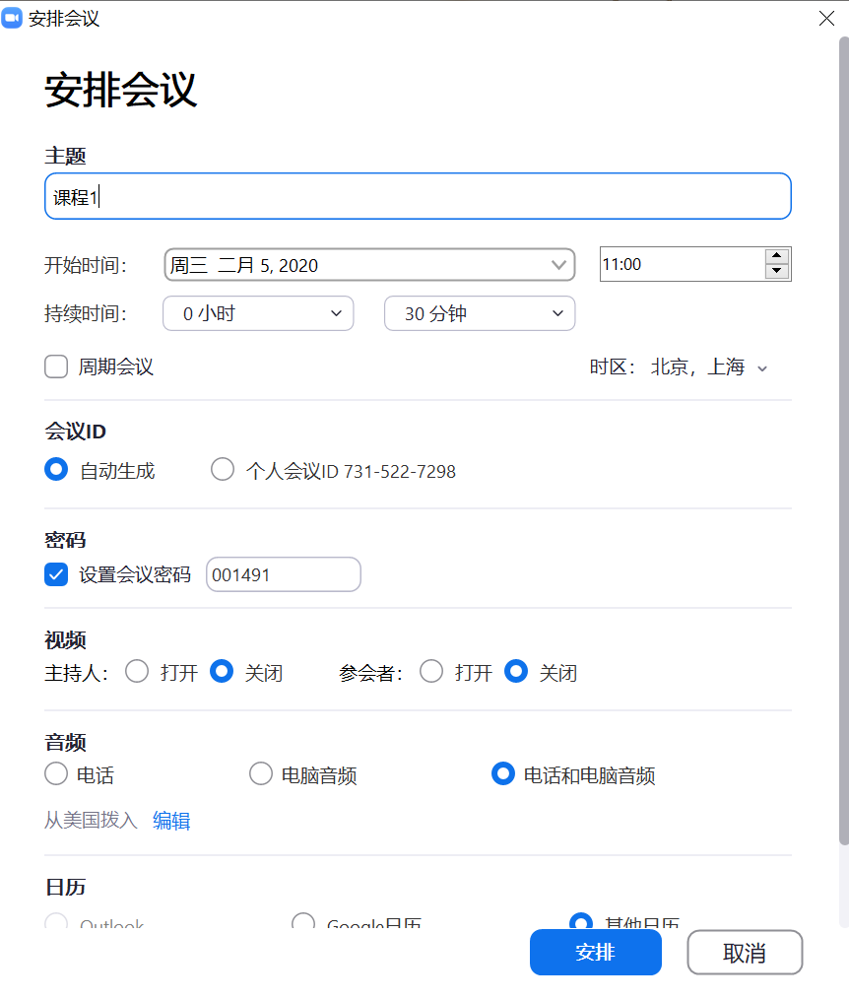 安排会议
安排会议
主题
课程1
开始时间： 周三 二月 5, 2020 11:00
持续时间： 0 小时 30 分钟
周期会议 时区： 北京，上海
会议ID
自动生成 个人会议ID 731-522-7298
密码
设置会议密码 001491
视频
主持人： 打开 关闭 参会者： 打开 关闭
音频
电话 电脑音频 电话和电脑音频
从美国拨入 编辑
日历
Outlook Google日历 其他日历
安排 取消